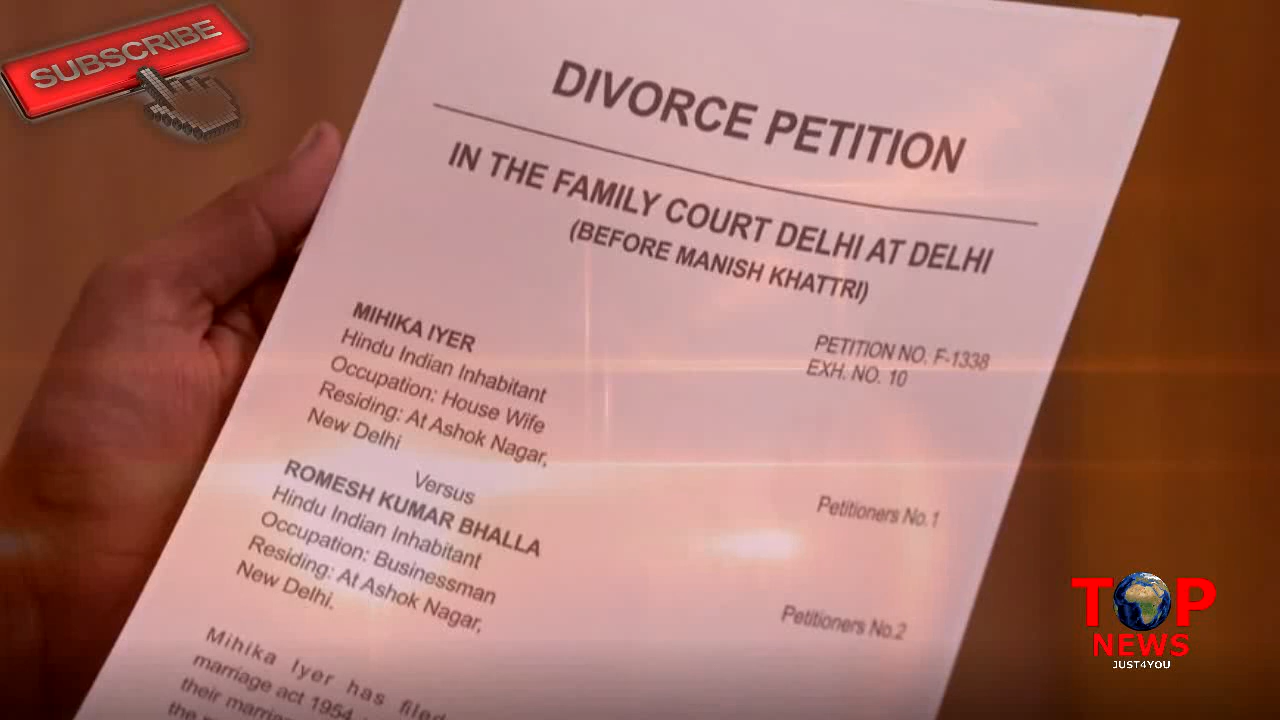 SUBSCRIBE
DIVORCE PETITION
IN THE FAMILY COURT DELHI AT DELHI
(BEFORE MANISH KHATTRI)
MIHIKA IYER
Hindu Indian Inhabitant
Occupation: House Wife
Residing: At Ashok Nagar,
New Delhi
PETITION NO. F-1338
EXH. NO. 10
Versus
Petitioners No.1
ROMESH KUMAR BHALLA
Hindu Indian Inhabitant
Occupation: Businessman
Residing: At Ashok Nagar,
New Delhi.
Petitioners No.2
Mihika Iyer has filed
marriage act 1954
their
the
TOP
NEWS
JUST4YOU